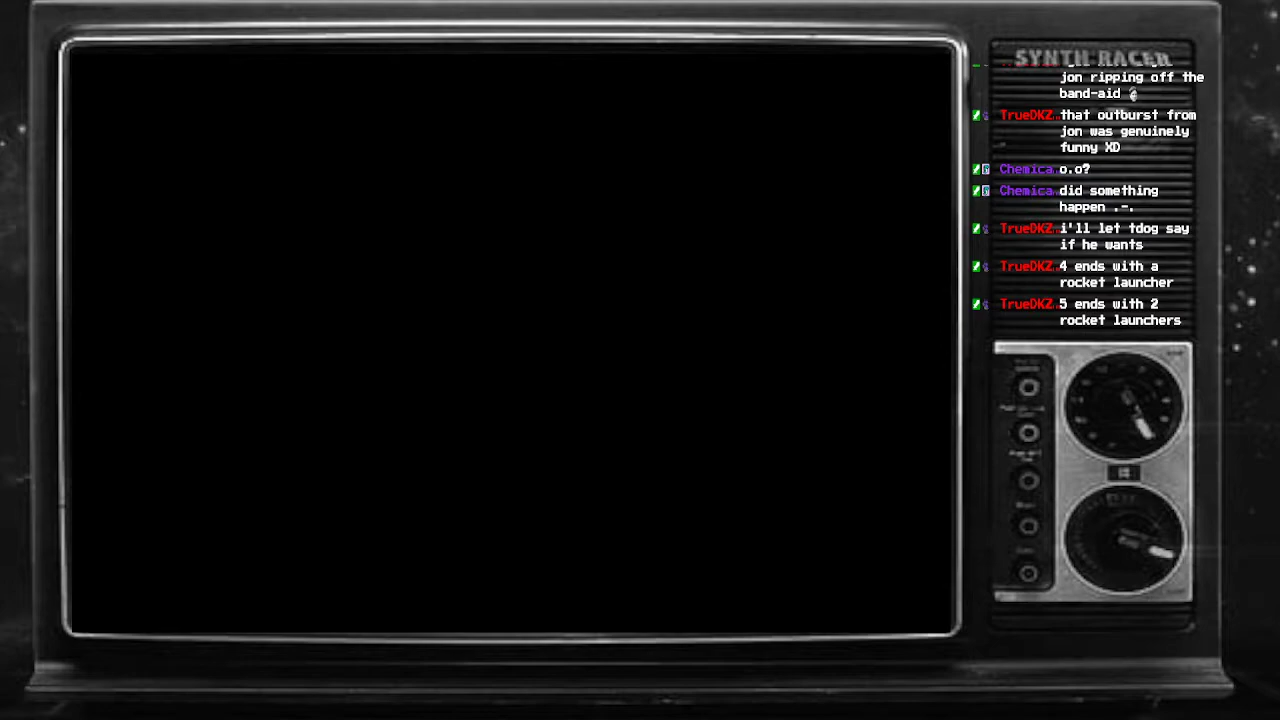 SYNTH RACER
jon ripping off the
band-aid
TrueDKZ.. that outburst from
jon was genuinely
funny XD
Chemica.. o.o?
Chemica.. did something
happen .-.
TrueDKZ.. i'll let tdog say
if he wants
TrueDKZ.. 4 ends with a
rocket launcher
TrueDKZ.. 5 ends with 2
rocket launchers